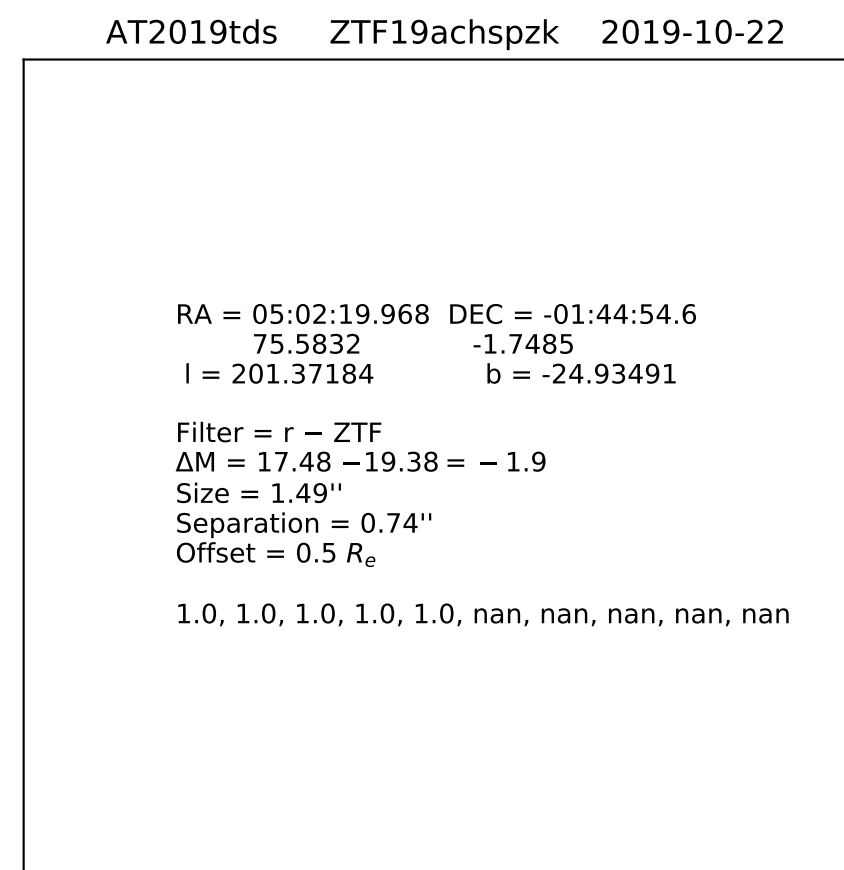 AT2019tds ZTF19achspzk 2019-10-22
RA = 05:02:19.968 DEC = -01:44:54.6
75.5832 -1.7485
l = 201.37184 b = -24.93491
Filter = r − ZTF
ΔM = 17.48 −19.38 = − 1.9
Size = 1.49''
Separation = 0.74''
Offset = 0.5 Rₑ
1.0, 1.0, 1.0, 1.0, 1.0, nan, nan, nan, nan, nan